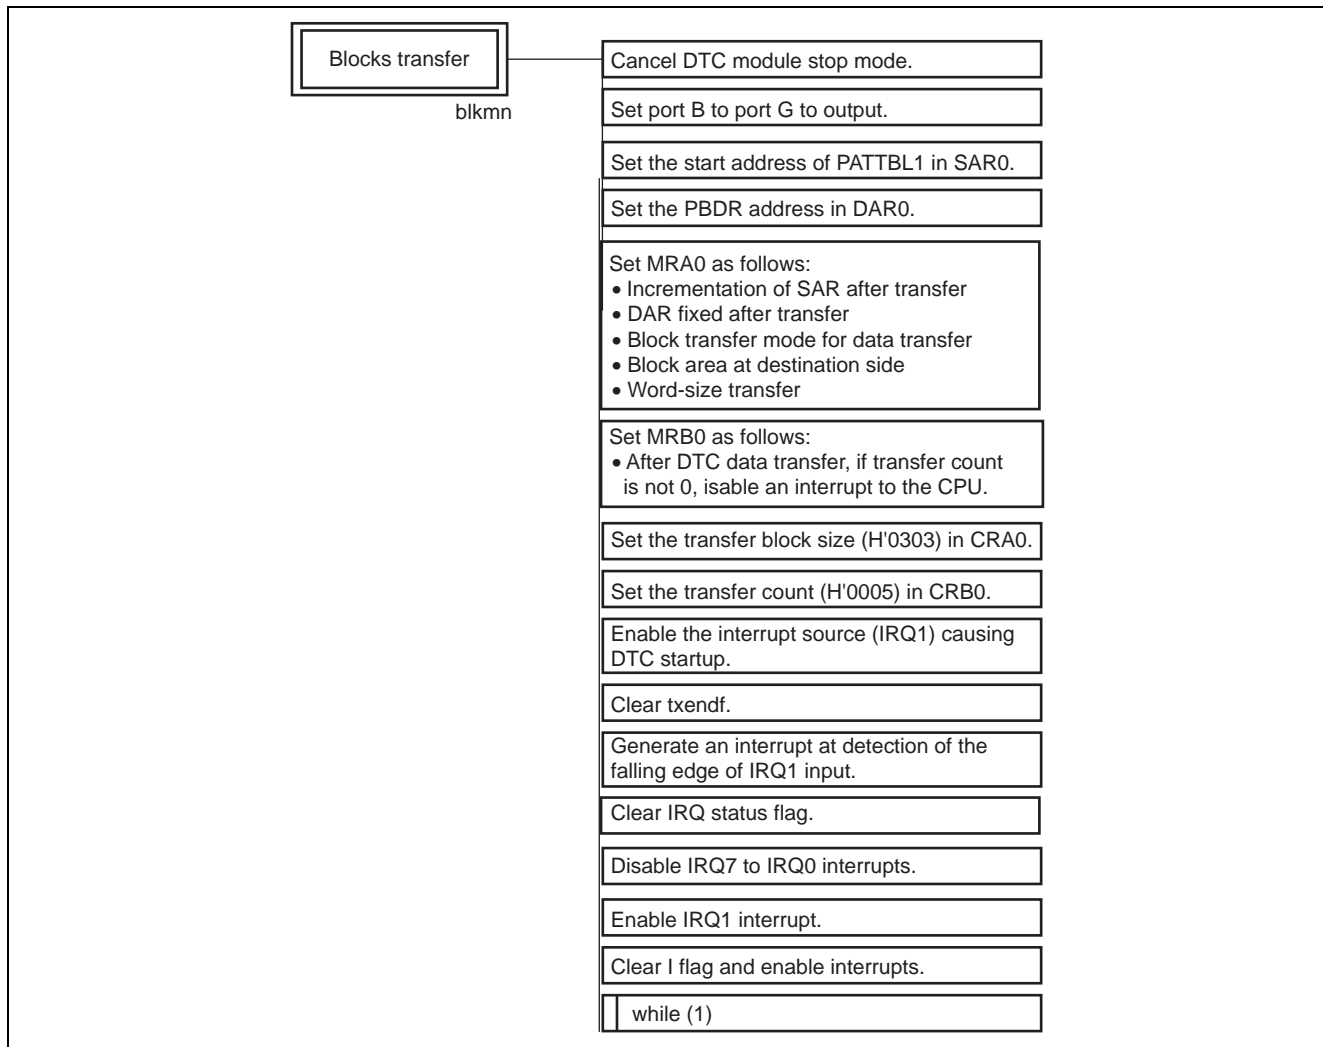 Blocks transfer
blkmn
Cancel DTC module stop mode.
Set port B to port G to output.
Set the start address of PATTBL1 in SAR0.
Set the PBDR address in DAR0.
Set MRA0 as follows:
• Incrementation of SAR after transfer
• DAR fixed after transfer
• Block transfer mode for data transfer
• Block area at destination side
• Word-size transfer
Set MRB0 as follows:
• After DTC data transfer, if transfer count
is not 0, isable an interrupt to the CPU.
Set the transfer block size (H'0303) in CRA0.
Set the transfer count (H'0005) in CRB0.
Enable the interrupt source (IRQ1) causing
DTC startup.
Clear txendf.
Generate an interrupt at detection of the
falling edge of IRQ1 input.
Clear IRQ status flag.
Disable IRQ7 to IRQ0 interrupts.
Enable IRQ1 interrupt.
Clear I flag and enable interrupts.
while (1)